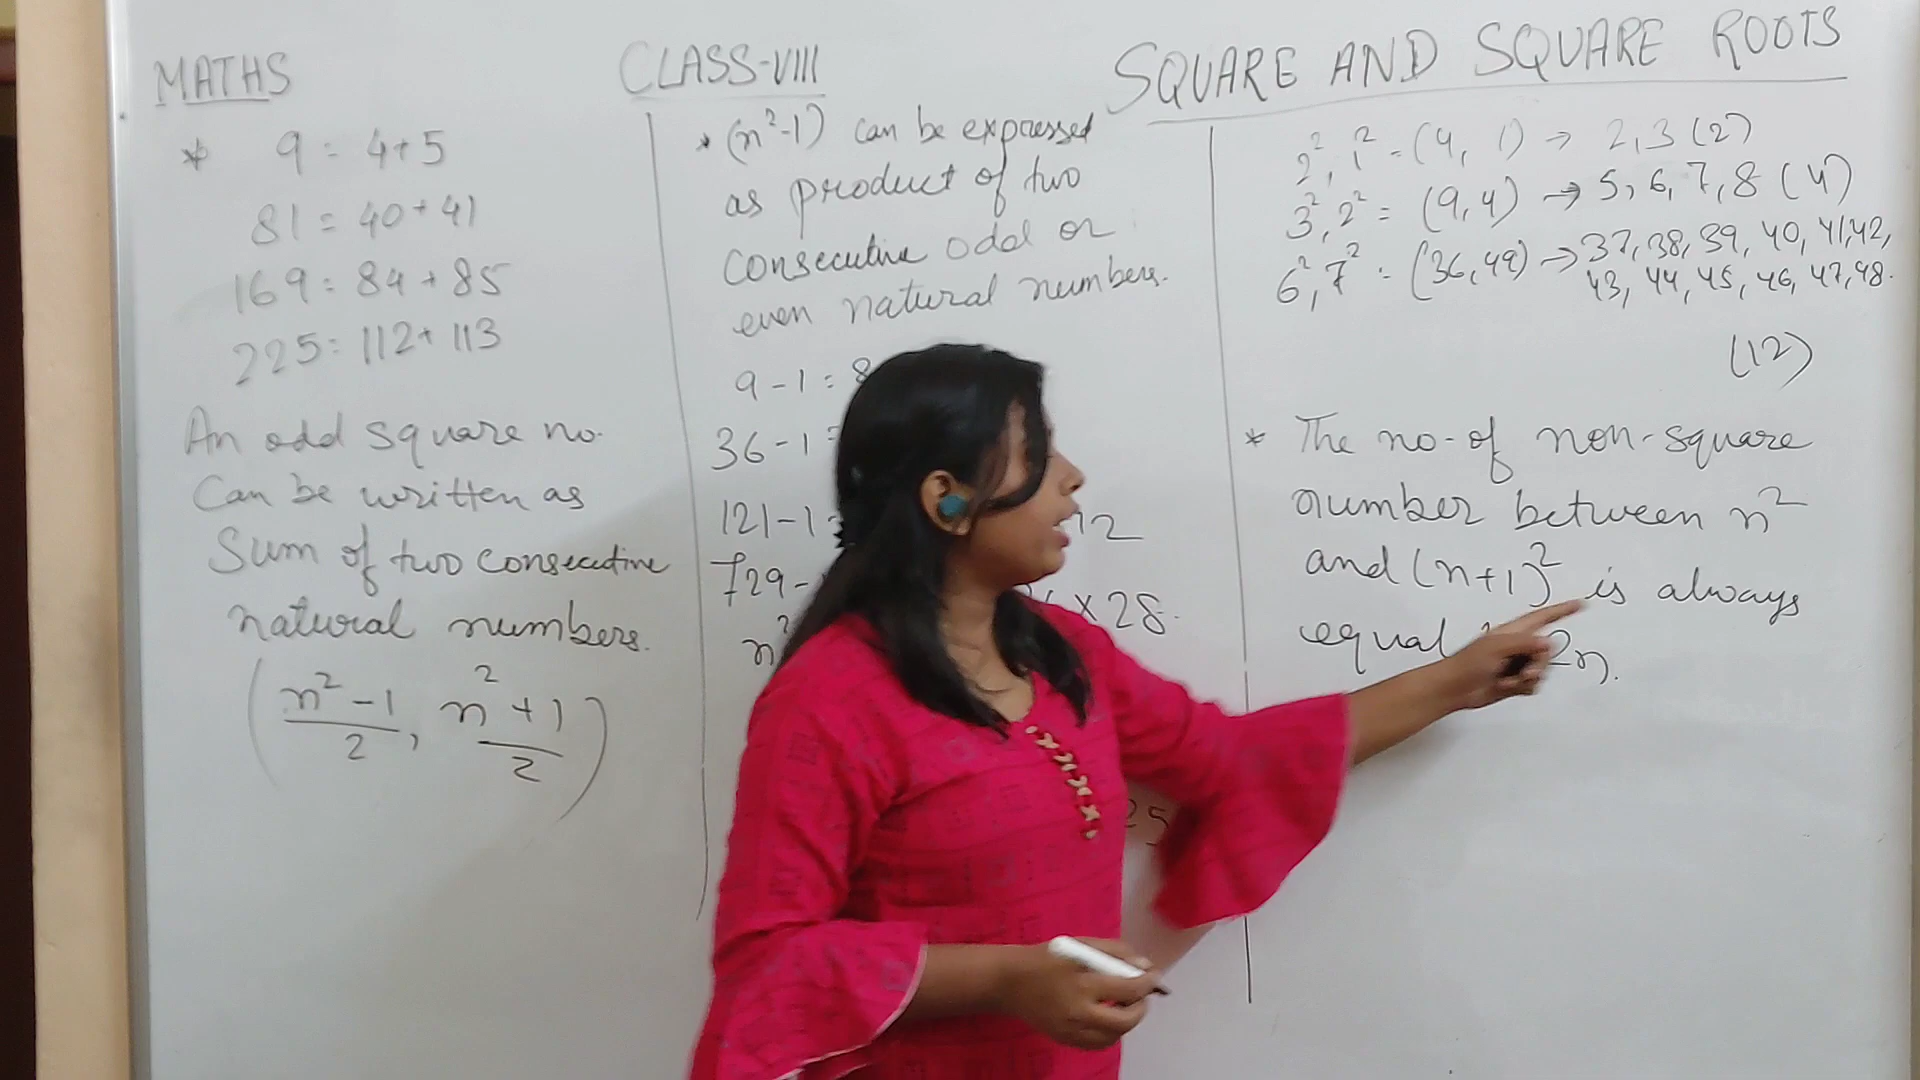 MATHS
CLASS-VIII
SQUARE AND SQUARE ROOTS
* 9 = 4+5
81 = 40+41
169 = 84+85
225 = 112+113
An odd square no.
Can be written as
Sum of two consecutive
natural numbers.
(n²-1/2, n²+1/2)
* (n²-1) can be expressed
as product of two
consecutive odd or
even natural numbers.
9-1=8
36-1=
121-1= 12
729- ×28.
n²
25
2², 1² = (4, 1) → 2,3 (2)
3², 2² = (9,4) → 5, 6, 7, 8 (4)
6², 7² = (36,49) → 37, 38, 39, 40, 41, 42,
43, 44, 45, 46, 47, 48.
(12)
* The no-of non-square
number between n²
and (n+1)² is always
equal 2n.